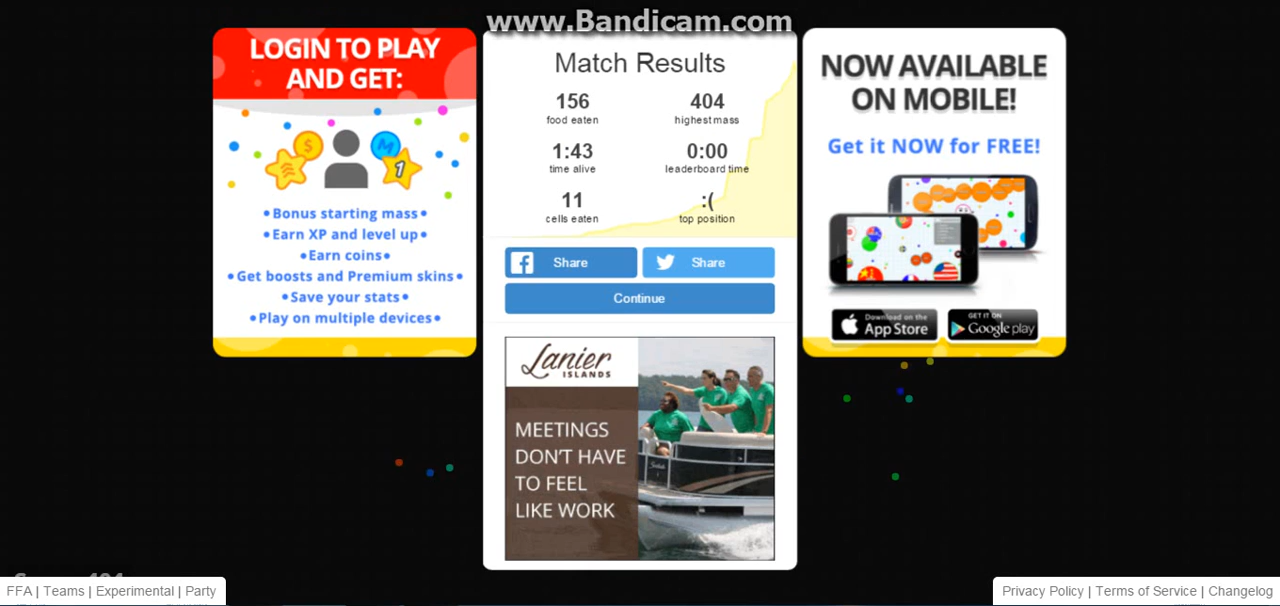 www.Bandicam.com
LOGIN TO PLAY
AND GET:
$
M
1
•Bonus starting mass•
•Earn XP and level up•
•Earn coins•
•Get boosts and Premium skins•
•Save your stats•
•Play on multiple devices•
Match Results
156
food eaten
404
highest mass
1:43
time alive
0:00
leaderboard time
11
cells eaten
:(
top position
Share
Share
Continue
Lanier
ISLANDS
MEETINGS
DON'T HAVE
TO FEEL
LIKE WORK
NOW AVAILABLE
ON MOBILE!
Get it NOW for FREE!
Download on the
App Store
GET IT ON
Google play
FFA | Teams | Experimental | Party
Privacy Policy | Terms of Service | Changelog